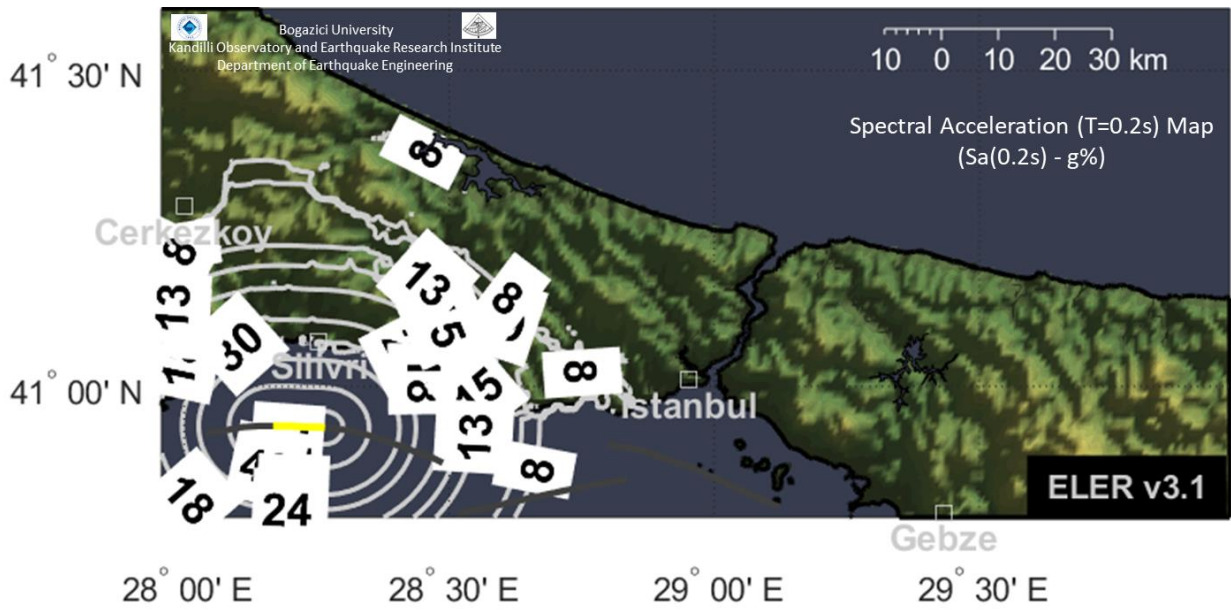 Bogazici University
Kandilli Observatory and Earthquake Research Institute
Department of Earthquake Engineering
10 0 10 20 30 km
Spectral Acceleration (T=0.2s) Map
(Sa(0.2s) - g%)
41° 30' N
8
Cerkezkoy
8
13
13
8
30
5
Silivri
8
15
41° 00' N
Istanbul
13
8
18
24
ELER v3.1
Gebze
28° 00' E
28° 30' E
29° 00' E
29° 30' E